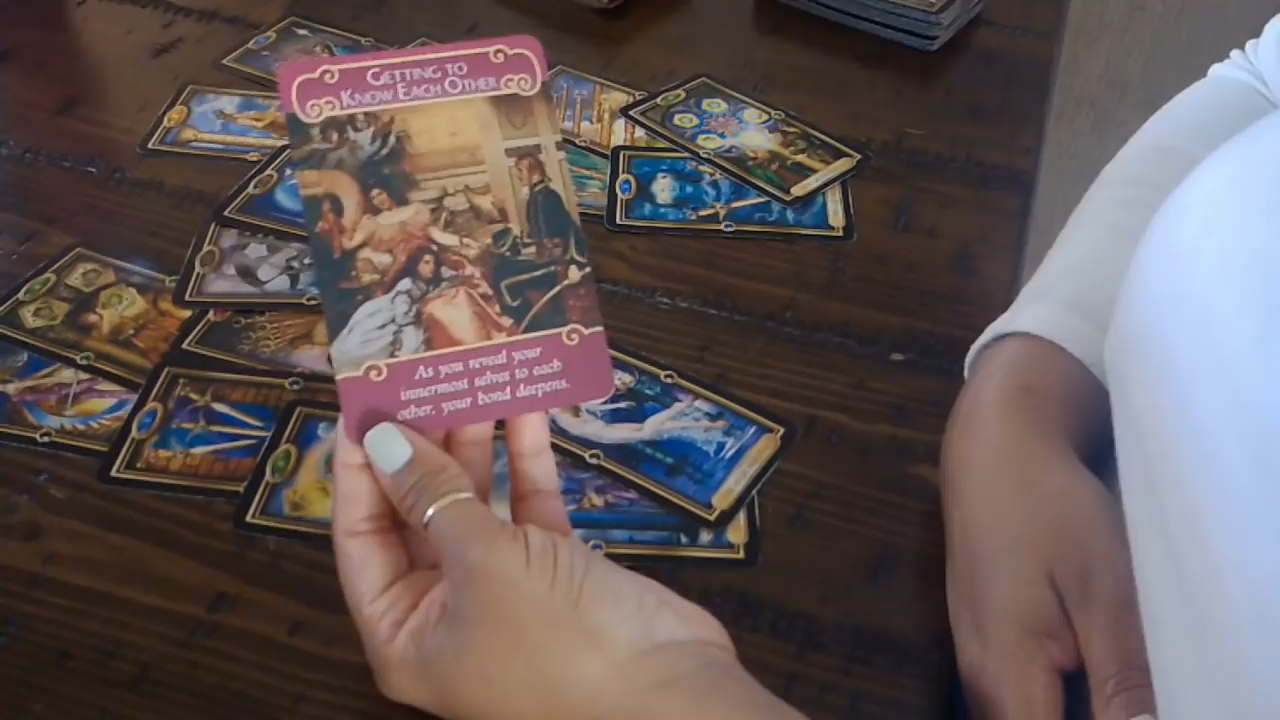 GETTING TO
KNOW EACH OTHER
As you reveal your
innermost selves to each
other, your bond deepens.